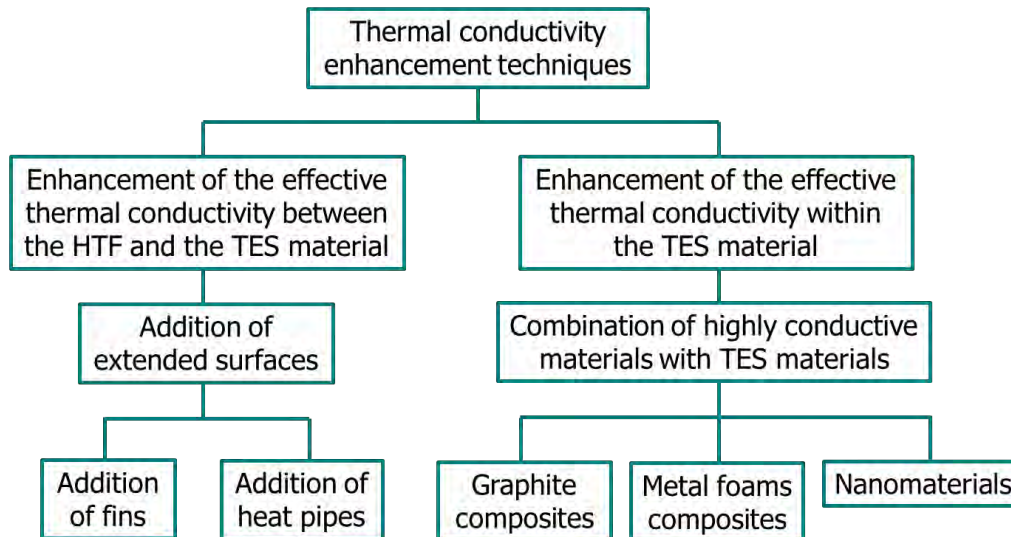 Thermal conductivity
enhancement techniques
Enhancement of the effective
thermal conductivity between
the HTF and the TES material
Enhancement of the effective
thermal conductivity within
the TES material
Addition of
extended surfaces
Combination of highly conductive
materials with TES materials
Addition
of fins
Addition of
heat pipes
Graphite
composites
Metal foams
composites
Nanomaterials